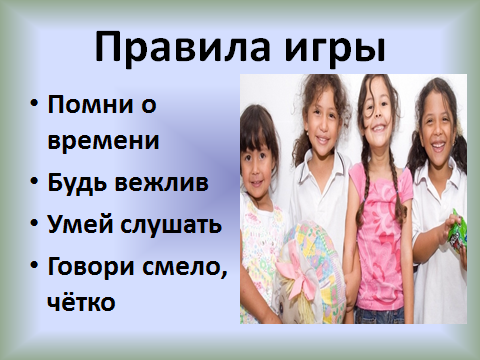 Правила игры
• Помни о
времени
• Будь вежлив
• Умей слушать
• Говори смело,
чётко